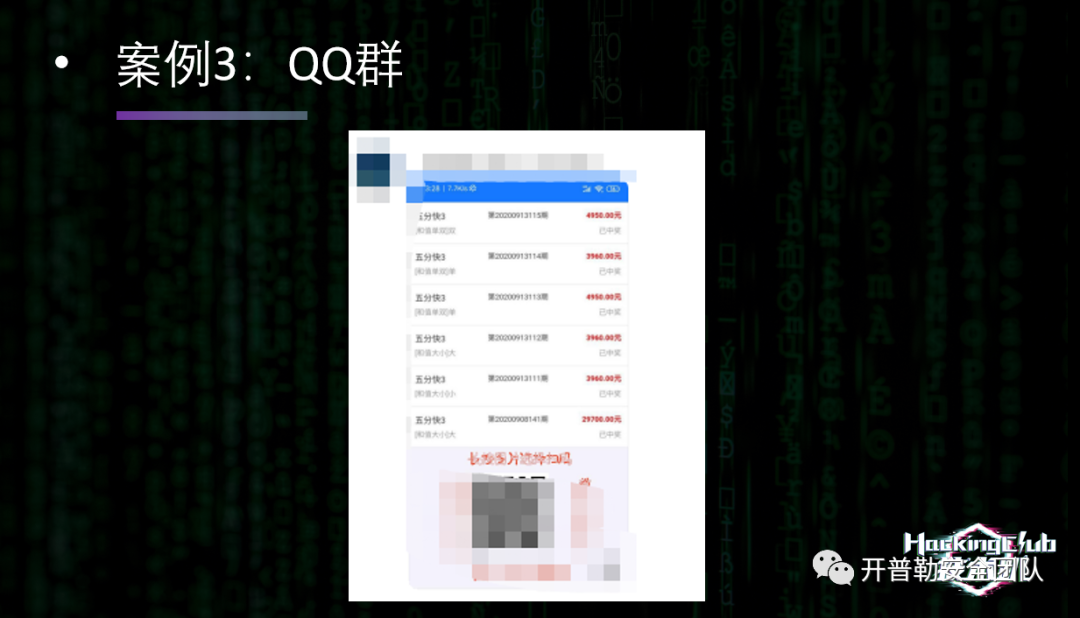 • 案例3：QQ群
3:28 | 7.7K/s
五分快3 第20200913115期 4950.00元
[和值单双]双 已中奖
五分快3 第20200913114期 3960.00元
[和值单双]单 已中奖
五分快3 第20200913113期 4950.00元
[和值单双]单 已中奖
五分快3 第20200913112期 3960.00元
[和值大小]大 已中奖
五分快3 第20200913111期 3960.00元
[和值大小]小 已中奖
五分快3 第20200908141期 29700.00元
[和值大小]大 已中奖
HackingClub
开普勒安全团队